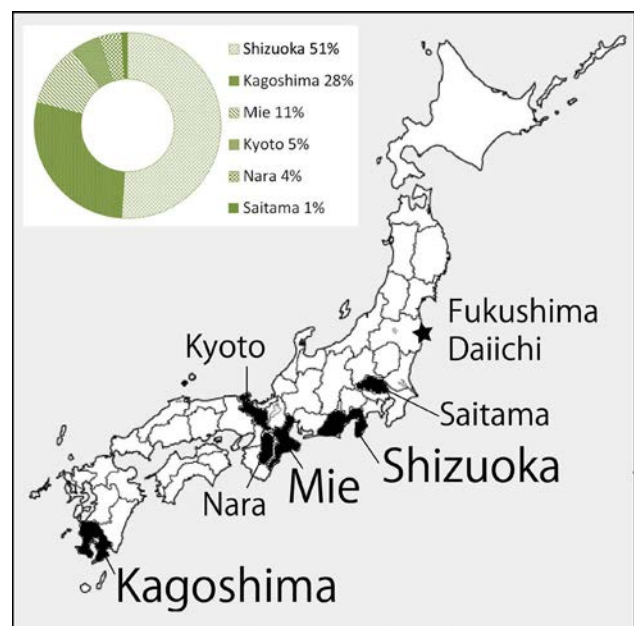 Shizuoka 51%
Kagoshima 28%
Mie 11%
Kyoto 5%
Nara 4%
Saitama 1%
Fukushima
Daiichi
Kyoto
Saitama
Shizuoka
Mie
Nara
Kagoshima